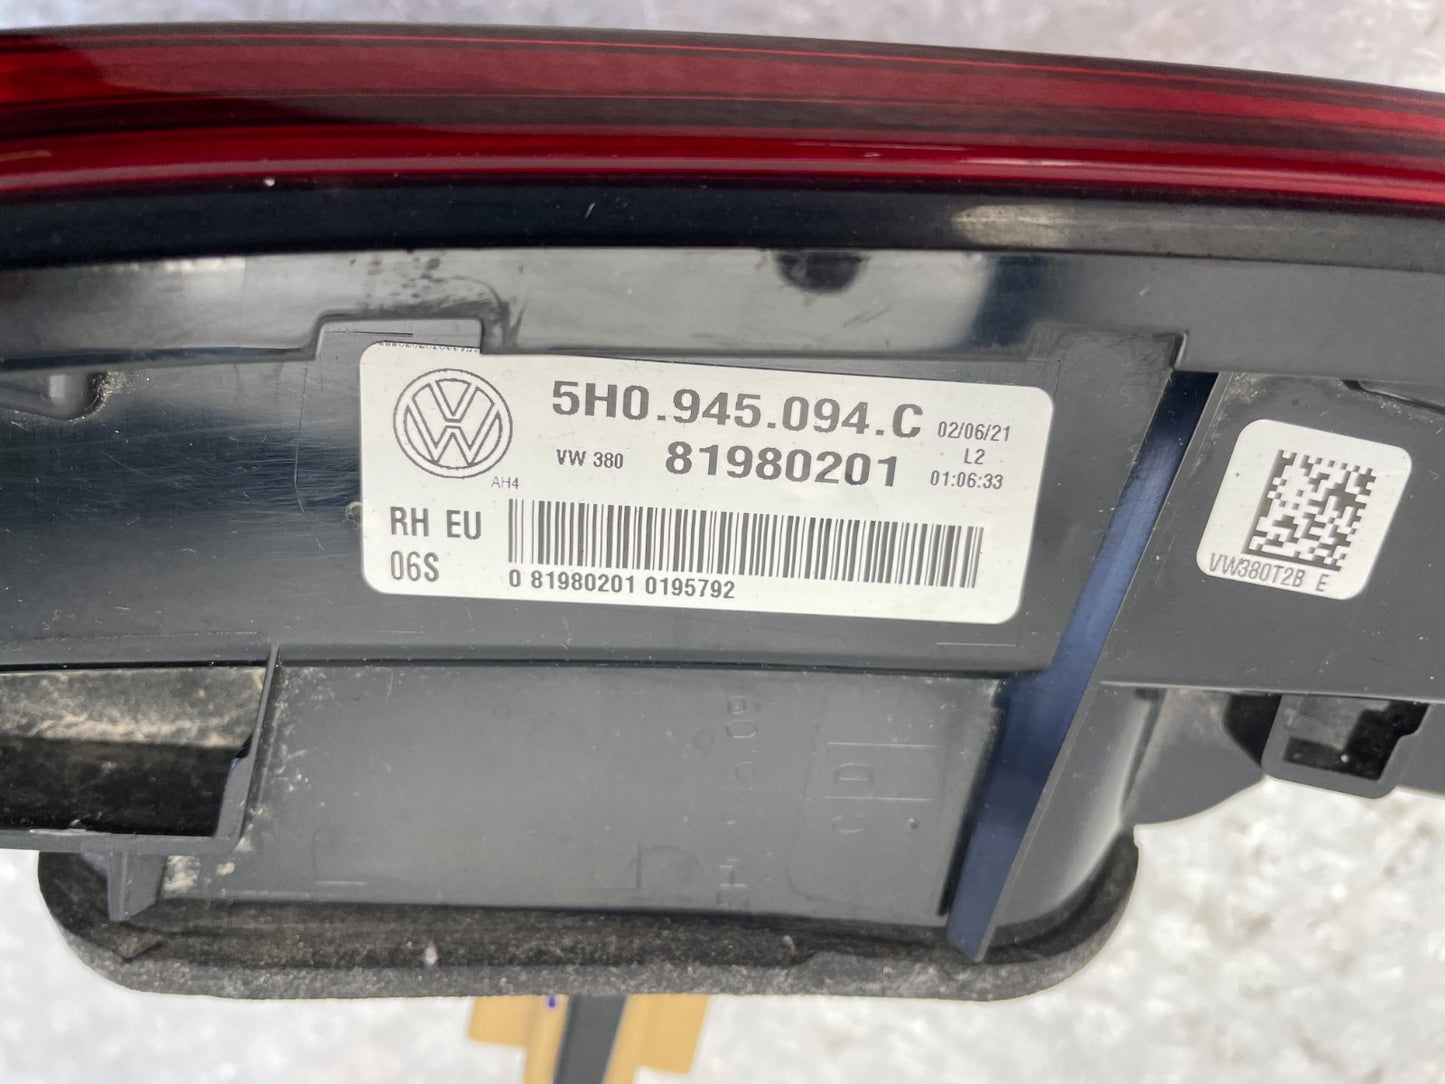 5H0.945.094.C
02/06/21
VW 380
81980201
L2
01:06:33
AH4
RH EU
06S
0 81980201 0195792
VW380T2B E